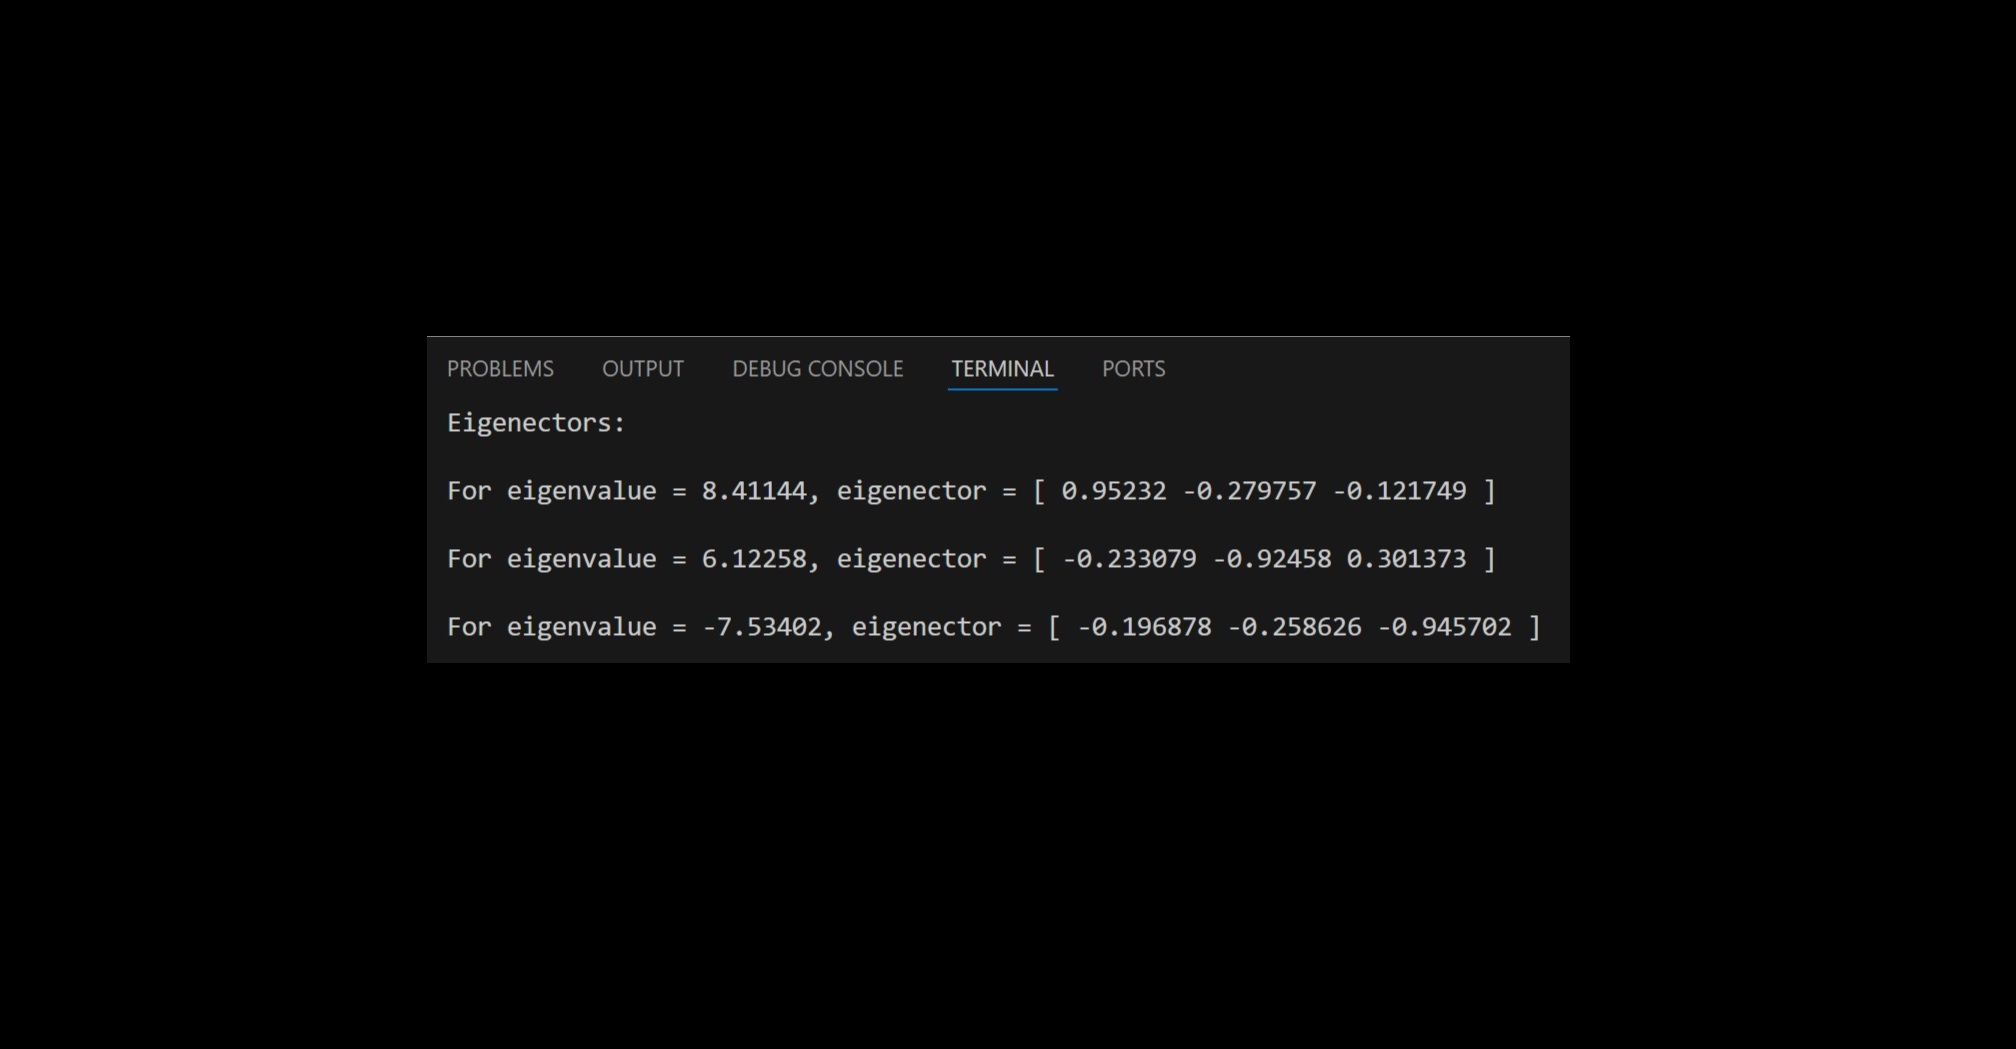 PROBLEMS OUTPUT DEBUG CONSOLE TERMINAL PORTS
Eigenectors:
For eigenvalue = 8.41144, eigenector = [ 0.95232 -0.279757 -0.121749 ]
For eigenvalue = 6.12258, eigenector = [ -0.233079 -0.92458 0.301373 ]
For eigenvalue = -7.53402, eigenector = [ -0.196878 -0.258626 -0.945702 ]